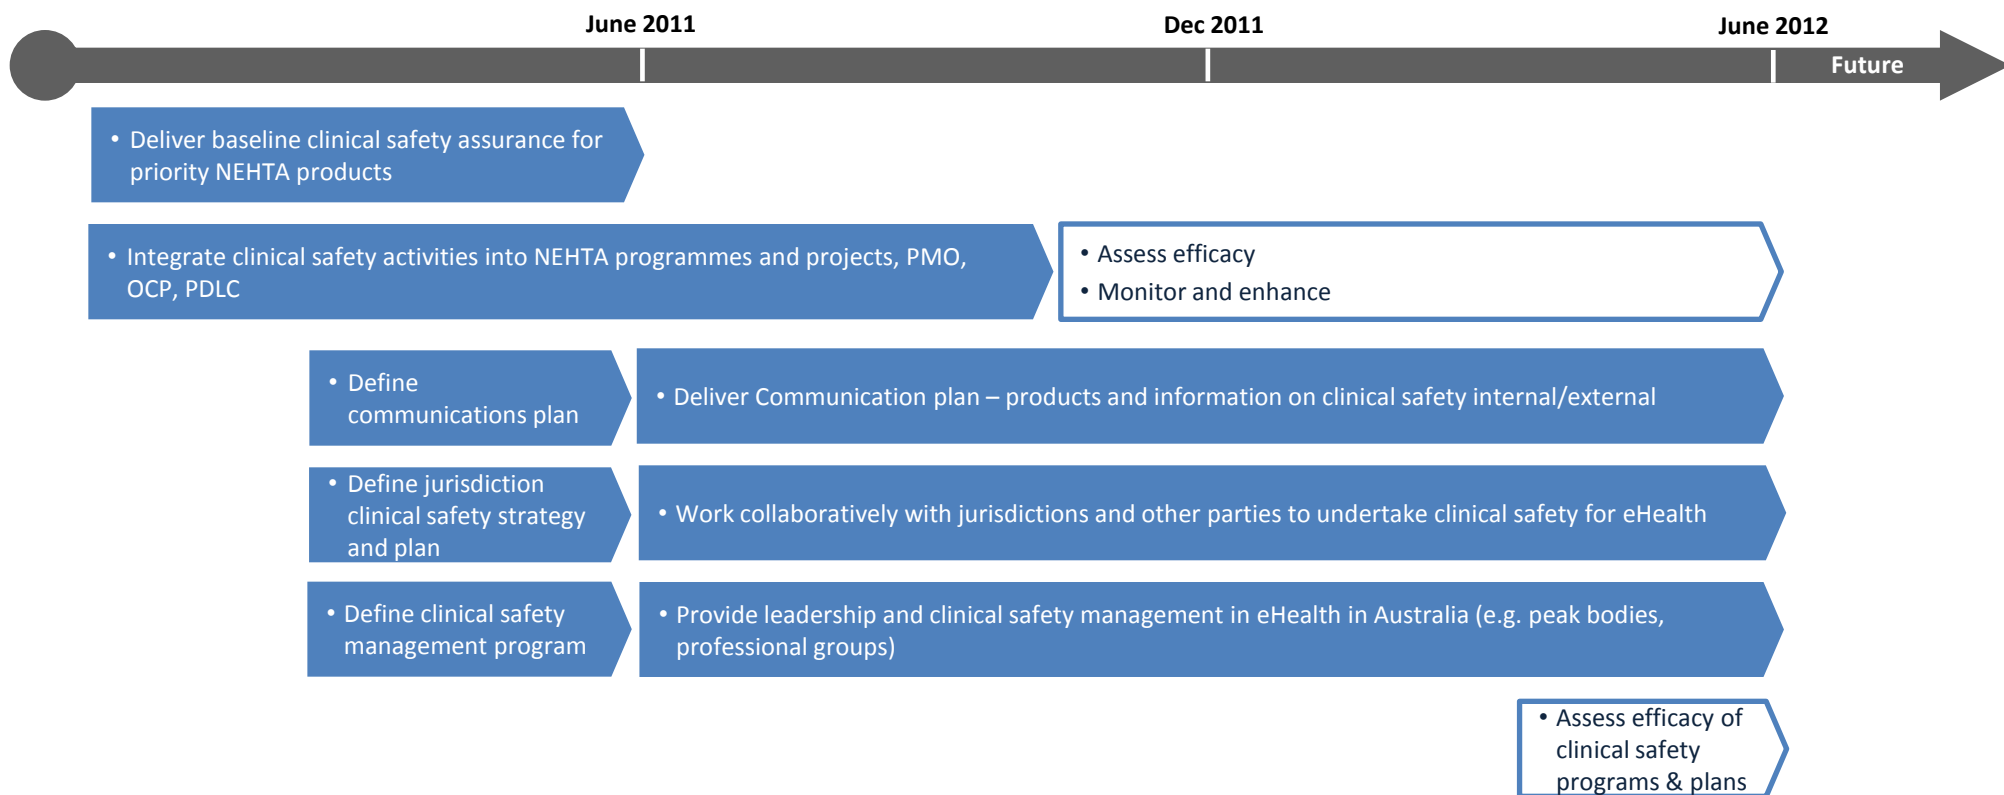 June 2011
Dec 2011
June 2012
Future
• Deliver baseline clinical safety assurance for
priority NEHTA products
• Integrate clinical safety activities into NEHTA programmes and projects, PMO,
OCP, PDLC
• Assess efficacy
• Monitor and enhance
• Define
communications plan
• Deliver Communication plan – products and information on clinical safety internal/external
• Define jurisdiction
clinical safety strategy
and plan
• Work collaboratively with jurisdictions and other parties to undertake clinical safety for eHealth
• Define clinical safety
management program
• Provide leadership and clinical safety management in eHealth in Australia (e.g. peak bodies,
professional groups)
• Assess efficacy of
clinical safety
programs & plans